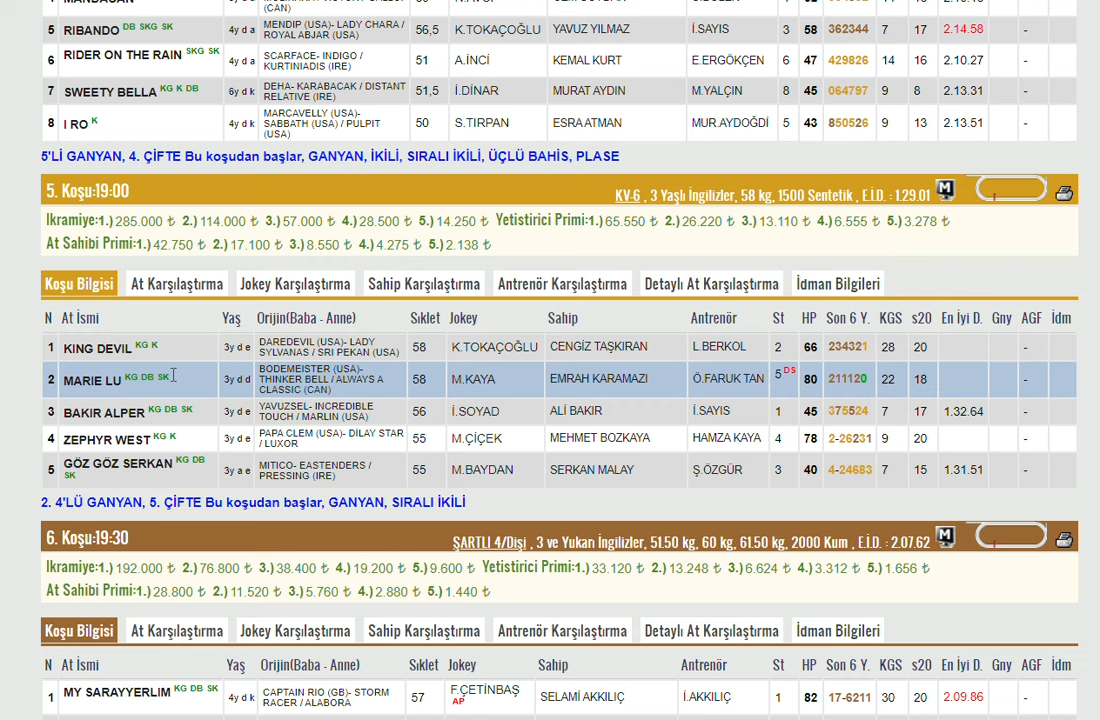 (CAN)
5 RIBANDO DB SKG SK 4y d a MENDIP (USA)- LADY CHARA / ROYAL ABJAR (USA) 56,5 K.TOKAÇOĞLU YAVUZ YILMAZ İ.SAYIS 3 58 362344 7 17 2.14.58 -
6 RIDER ON THE RAIN SKG SK 4y d a SCARFACE- INDIGO / KURTINIADIS (IRE) 51 A.İNCİ KEMAL KURT E.ERGÖKÇEN 6 47 429826 14 16 2.10.27 -
7 SWEETY BELLA KG K DB 6y d k DEHA- KARABACAK / DISTANT RELATIVE (IRE) 51,5 İ.DİNAR MURAT AYDIN M.YALÇIN 8 45 064797 9 8 2.13.31 -
8 I RO K 4y d k MARCAVELLY (USA)- SABBATH (USA) / PULPIT (USA) 50 S.TIRPAN ESRA ATMAN MUR.AYDOĞDİ 5 43 850526 9 13 2.13.51 -
5'Lİ GANYAN, 4. ÇİFTE Bu koşudan başlar, GANYAN, İKİLİ, SIRALI İKİLİ, ÜÇLÜ BAHİS, PLASE
5. Koşu:19:00 KV-6 , 3 Yaşlı İngilizler, 58 kg, 1500 Sentetik , E.İ.D. : 1.29.01 M
Ikramiye:1.)285.000 ₺ 2.)114.000 ₺ 3.)57.000 ₺ 4.)28.500 ₺ 5.)14.250 ₺ Yetistirici Primi:1.)65.550 ₺ 2.)26.220 ₺ 3.)13.110 ₺ 4.)6.555 ₺ 5.)3.278 ₺
At Sahibi Primi:1.)42.750 ₺ 2.)17.100 ₺ 3.)8.550 ₺ 4.)4.275 ₺ 5.)2.138 ₺
Koşu Bilgisi At Karşılaştırma Jokey Karşılaştırma Sahip Karşılaştırma Antrenör Karşılaştırma Detaylı At Karşılaştırma İdman Bilgileri
N At İsmi Yaş Orijin(Baba - Anne) Sıklet Jokey Sahip Antrenör St HP Son 6 Y. KGS s20 En İyi D. Gny AGF İdm
1 KING DEVIL KG K 3y d e DAREDEVIL (USA)- LADY SYLVANAS / SRI PEKAN (USA) 58 K.TOKAÇOĞLU CENGİZ TAŞKIRAN L.BERKOL 2 66 234321 28 20 -
2 MARIE LU KG DB SK 3y d d BODEMEISTER (USA)- THINKER BELL / ALWAYS A CLASSIC (CAN) 58 M.KAYA EMRAH KARAMAZI Ö.FARUK TAN 5 DS 80 211120 22 18 -
3 BAKIR ALPER KG DB SK 3y d e YAVUZSEL- INCREDIBLE TOUCH / MARLIN (USA) 56 İ.SOYAD ALİ BAKIR İ.SAYIS 1 45 375524 7 17 1.32.64 -
4 ZEPHYR WEST KG K 3y d e PAPA CLEM (USA)- DİLAY STAR / LUXOR 55 M.ÇİÇEK MEHMET BOZKAYA HAMZA KAYA 4 78 2-26231 9 20 -
5 GÖZ GÖZ SERKAN KG DB SK 3y a e MITICO- EASTENDERS / PRESSING (IRE) 55 M.BAYDAN SERKAN MALAY Ş.ÖZGÜR 3 40 4-24683 7 15 1.31.51 -
2. 4'LÜ GANYAN, 5. ÇİFTE Bu koşudan başlar, GANYAN, SIRALI İKİLİ
6. Koşu:19:30 ŞARTLI 4/Dişi , 3 ve Yukarı İngilizler, 51.50 kg, 60 kg, 61.50 kg, 2000 Kum , E.İ.D. : 2.07.62 M
Ikramiye:1.)192.000 ₺ 2.)76.800 ₺ 3.)38.400 ₺ 4.)19.200 ₺ 5.)9.600 ₺ Yetistirici Primi:1.)33.120 ₺ 2.)13.248 ₺ 3.)6.624 ₺ 4.)3.312 ₺ 5.)1.656 ₺
At Sahibi Primi:1.)28.800 ₺ 2.)11.520 ₺ 3.)5.760 ₺ 4.)2.880 ₺ 5.)1.440 ₺
Koşu Bilgisi At Karşılaştırma Jokey Karşılaştırma Sahip Karşılaştırma Antrenör Karşılaştırma Detaylı At Karşılaştırma İdman Bilgileri
N At İsmi Yaş Orijin(Baba - Anne) Sıklet Jokey Sahip Antrenör St HP Son 6 Y. KGS s20 En İyi D. Gny AGF İdm
1 MY SARAYYERLIM KG DB SK 4y d k CAPTAIN RIO (GB)- STORM RACER / ALABORA 57 F.ÇETİNBAŞ AP SELAMİ AKKILIÇ İ.AKKILIÇ 1 82 17-6211 30 20 2.09.86 -